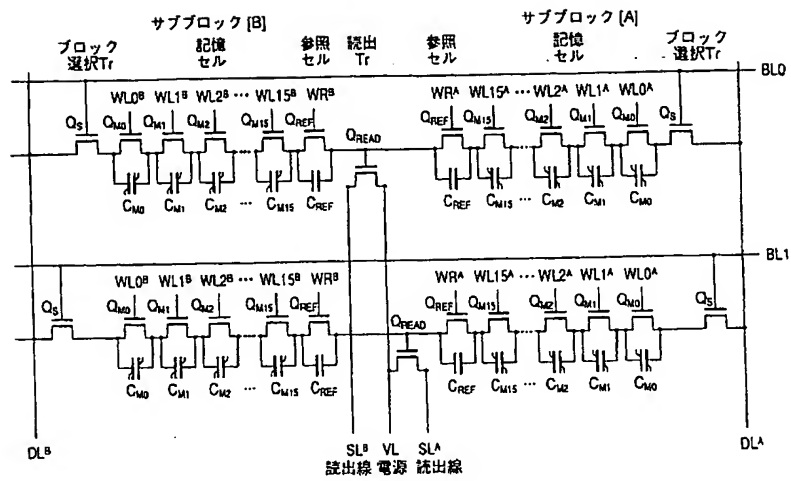 サブブロック [B]
サブブロック [A]
ブロック
選択Tr
記憶
セル
参照
セル
読出
Tr
参照
セル
記憶
セル
ブロック
選択Tr
BL0
WL0B WL1B WL2B ··· WL15B WRB
WRA WL15A ··· WL2A WL1A WL0A
QS QM0 QM1 QM2 QM15 QREF QREAD QREF QM15 QM2 QM1 QM0 QS
CM0 CM1 CM2 ··· CM15 CREF
CREF CM15 ··· CM2 CM1 CM0
BL1
WL0B WL1B WL2B ··· WL15B WRB
WRA WL15A ··· WL2A WL1A WL0A
QS QM0 QM1 QM2 QM15 QREF QREAD QREF QM15 QM2 QM1 QM0 QS
CM0 CM1 CM2 ··· CM15 CREF
CREF CM15 ··· CM2 CM1 CM0
DLB SLB VL SLA DLA
読出線 電源 読出線